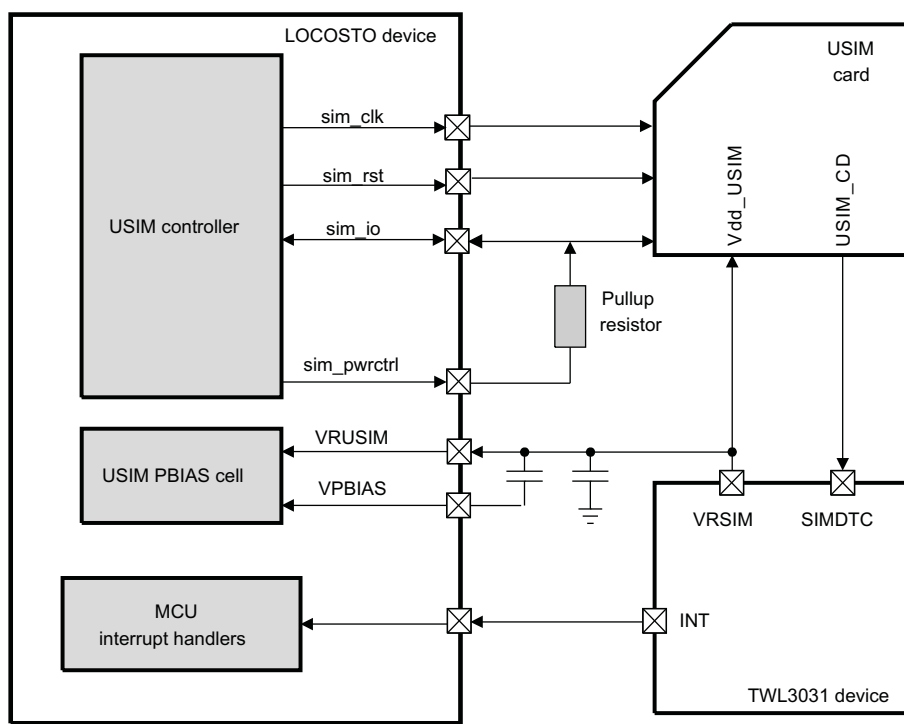 LOCOSTO device
USIM
card
sim_clk
sim_rst
USIM controller
sim_io
Vdd_USIM
USIM_CD
Pullup
resistor
sim_pwrctrl
VRUSIM
USIM PBIAS cell
VPBIAS
VRSIM
SIMDTC
MCU
interrupt handlers
INT
TWL3031 device